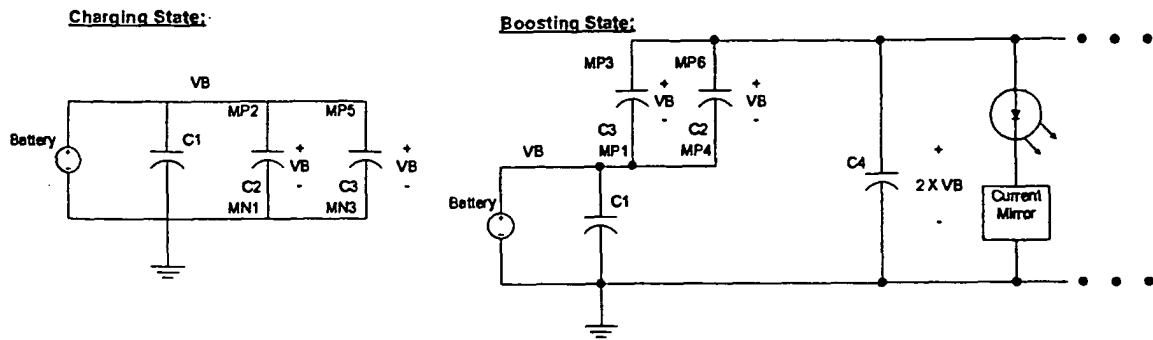 Charging State:
VB
MP2
MP5
Battery
C1
+
VB
-
+
VB
-
C2
C3
MN1
MN3
Boosting State:
MP3
MP6
+
VB
-
+
VB
-
C3
C2
MP1
MP4
VB
C1
Battery
C4
+
2 X VB
-
Current
Mirror